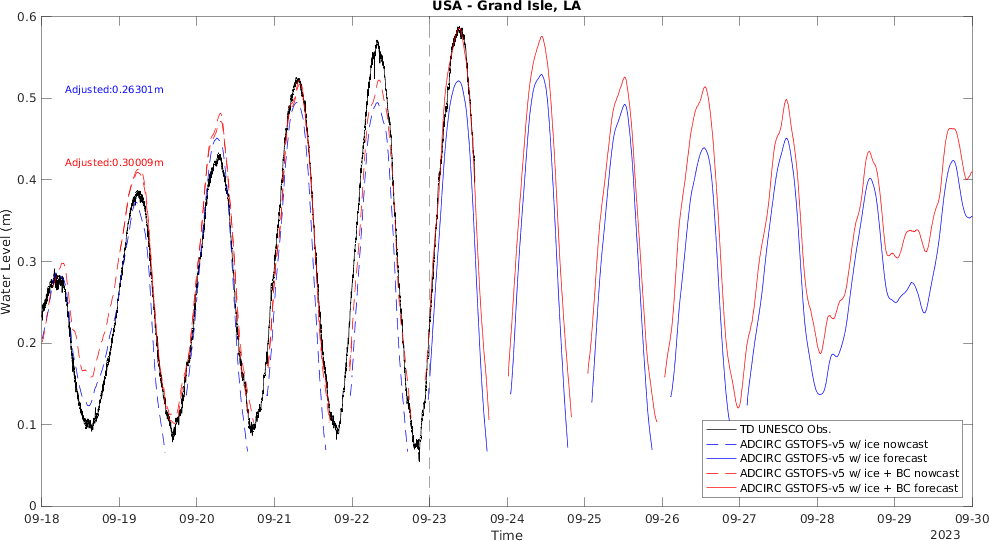 USA - Grand Isle, LA
0.6
0.5
0.4
0.3
0.2
0.1
0
Water Level (m)
Adjusted:0.26301m
Adjusted:0.30009m
TD UNESCO Obs.
ADCIRC GSTOFS-v5 w/ ice nowcast
ADCIRC GSTOFS-v5 w/ ice forecast
ADCIRC GSTOFS-v5 w/ ice + BC nowcast
ADCIRC GSTOFS-v5 w/ ice + BC forecast
09-18 09-19 09-20 09-21 09-22 09-23 09-24 09-25 09-26 09-27 09-28 09-29 09-30
Time
2023